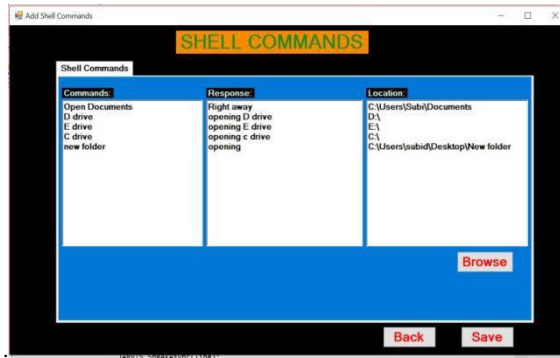 Add Shell Commands
SHELL COMMANDS
Shell Commands
Commands:
Open Documents
D drive
E drive
C drive
new folder
Response:
Right away
opening D drive
opening E drive
opening c drive
opening
Location:
C:\Users\Subi\Documents
D:\
E:\
C:\
C:\Users\subid\Desktop\New folder
Browse
Back
Save